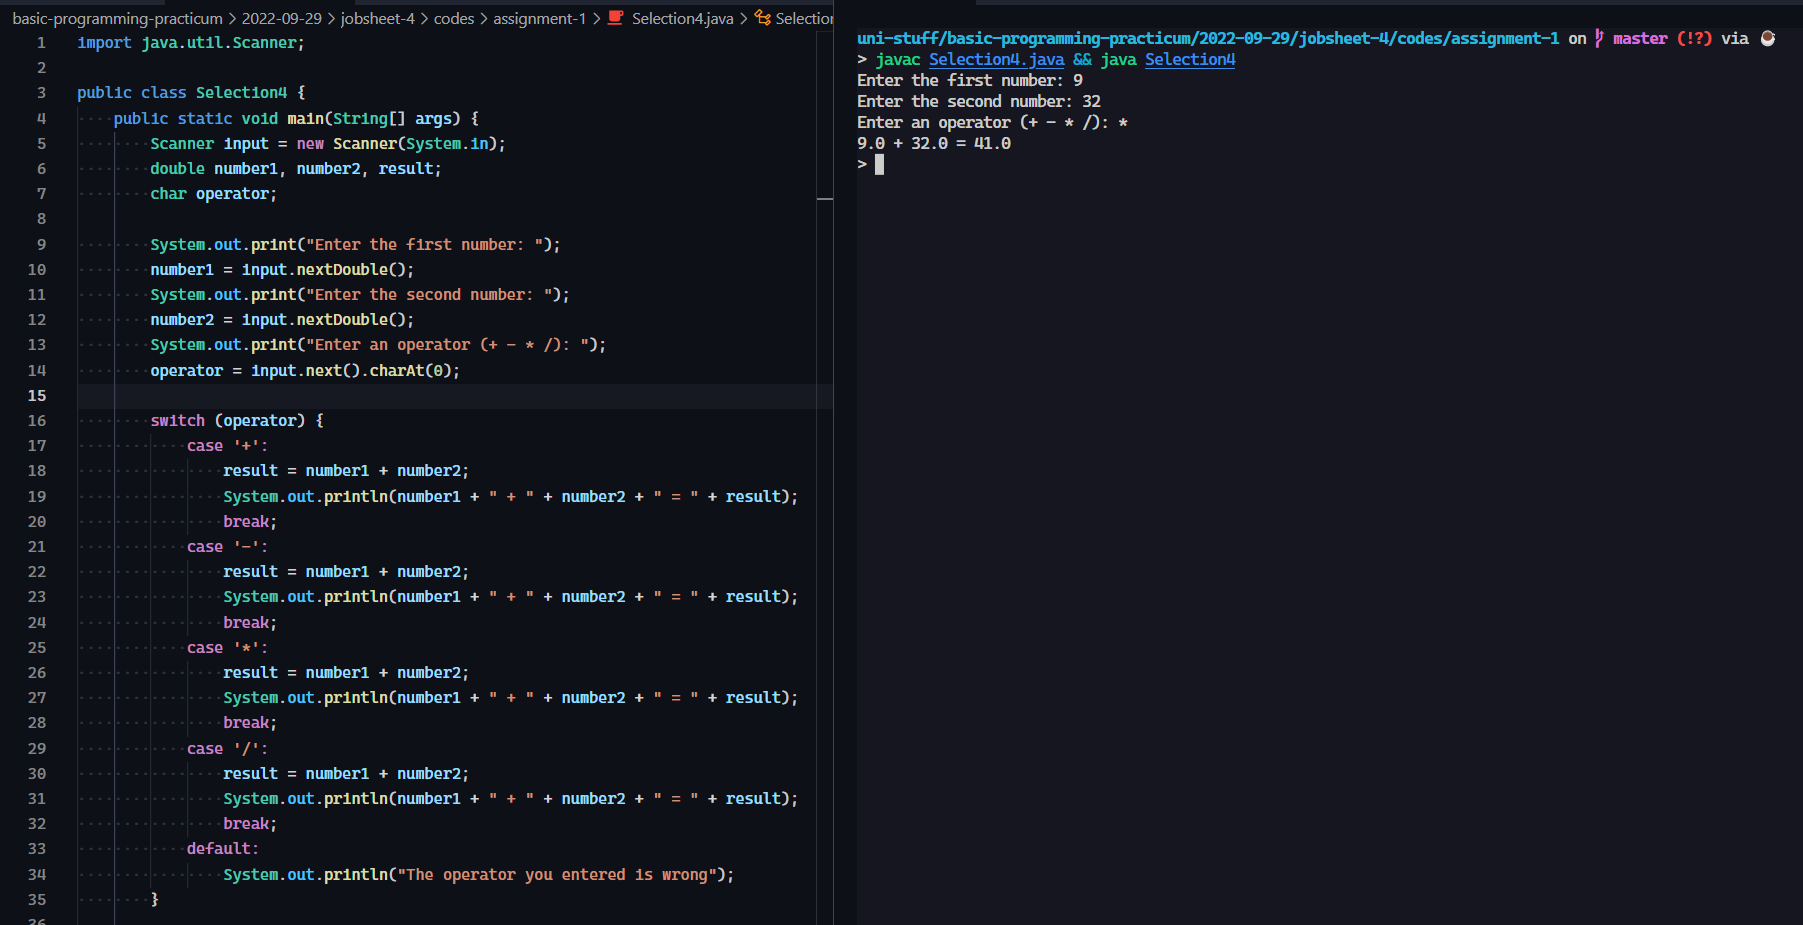 basic-programming-practicum > 2022-09-29 > jobsheet-4 > codes > assignment-1 > Selection4.java > Selection
1 import java.util.Scanner;
2
3 public class Selection4 {
4 public static void main(String[] args) {
5 Scanner input = new Scanner(System.in);
6 double number1, number2, result;
7 char operator;
8
9 System.out.print("Enter the first number: ");
10 number1 = input.nextDouble();
11 System.out.print("Enter the second number: ");
12 number2 = input.nextDouble();
13 System.out.print("Enter an operator (+ - * /): ");
14 operator = input.next().charAt(0);
15
16 switch (operator) {
17 case '+':
18 result = number1 + number2;
19 System.out.println(number1 + " + " + number2 + " = " + result);
20 break;
21 case '-':
22 result = number1 + number2;
23 System.out.println(number1 + " + " + number2 + " = " + result);
24 break;
25 case '*':
26 result = number1 + number2;
27 System.out.println(number1 + " + " + number2 + " = " + result);
28 break;
29 case '/':
30 result = number1 + number2;
31 System.out.println(number1 + " + " + number2 + " = " + result);
32 break;
33 default:
34 System.out.println("The operator you entered is wrong");
35 }
36
uni-stuff/basic-programming-practicum/2022-09-29/jobsheet-4/codes/assignment-1 on master (!?) via
> javac Selection4.java && java Selection4
Enter the first number: 9
Enter the second number: 32
Enter an operator (+ - * /): *
9.0 + 32.0 = 41.0
>